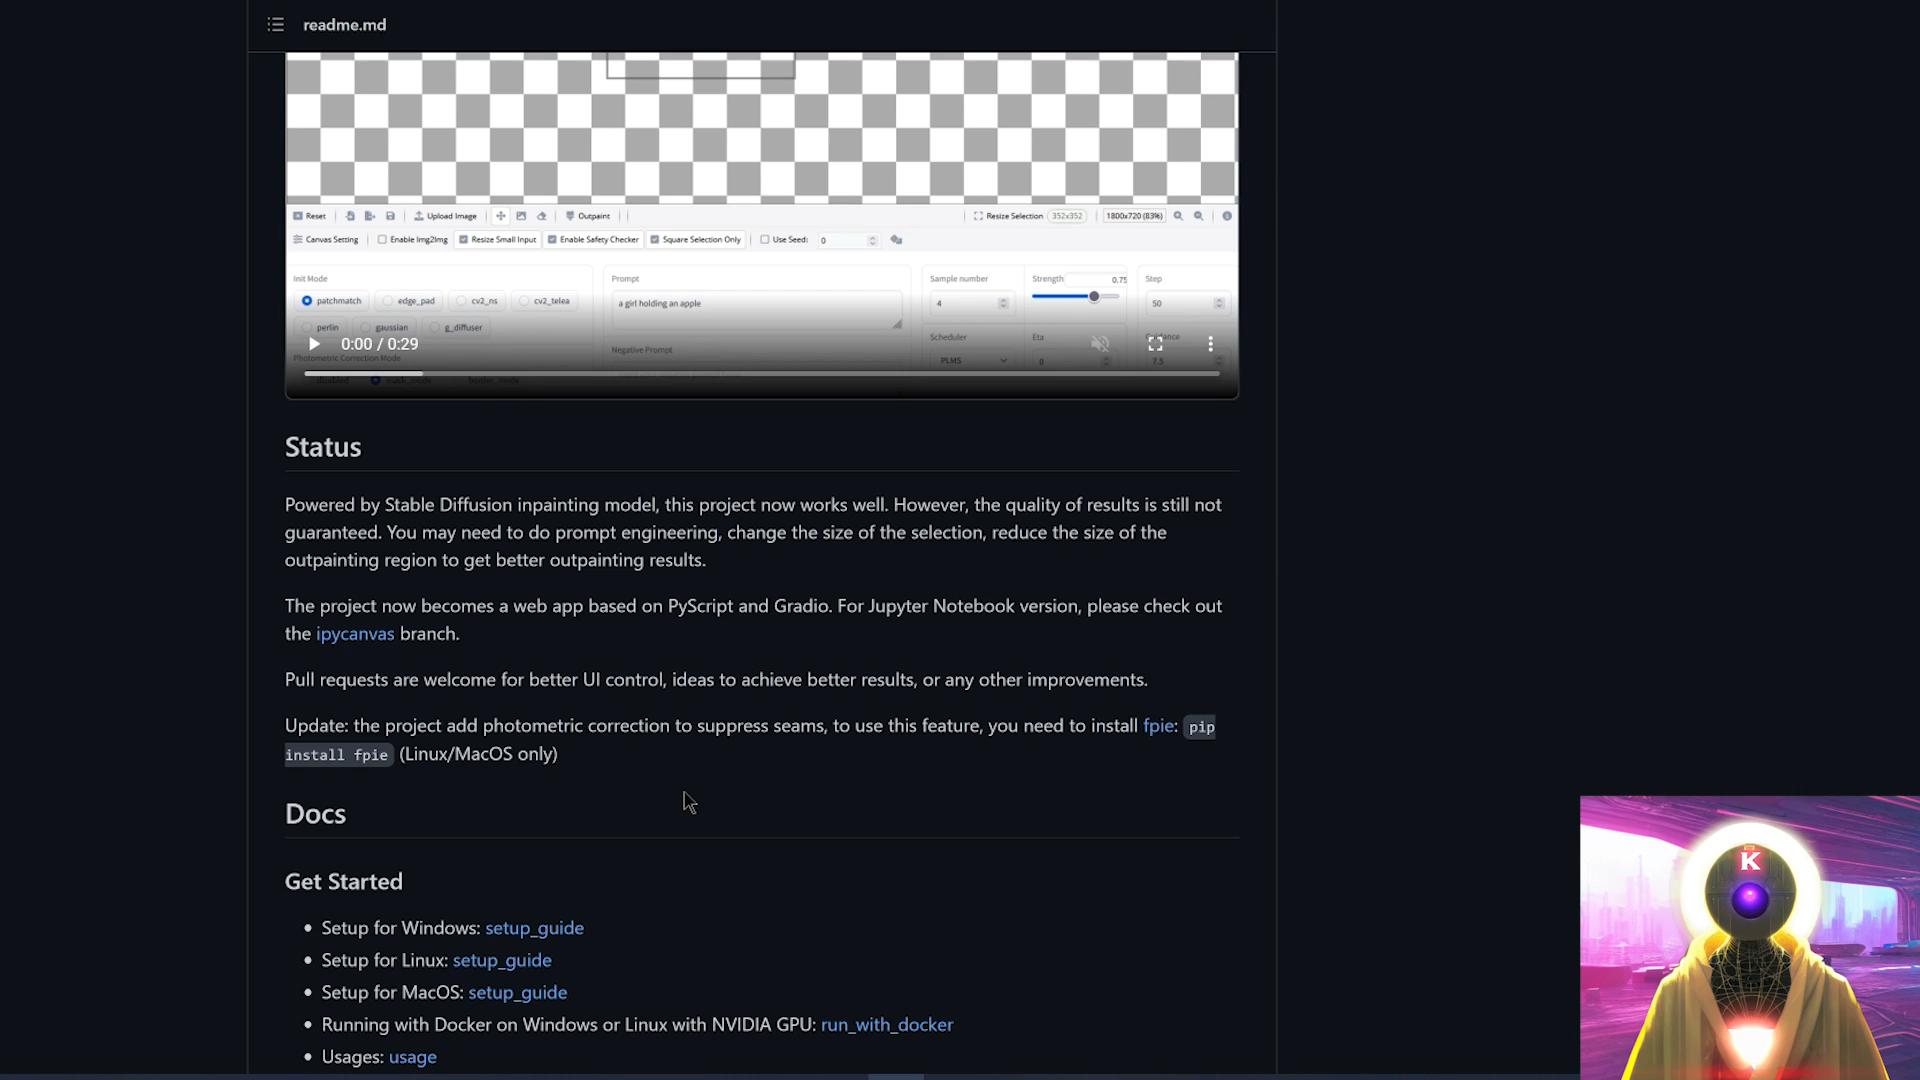 readme.md
Reset Upload Image Outpaint Resize Selection 352x352 1800x720 (83%)
Canvas Setting Enable Img2Img Resize Small Input Enable Safety Checker Square Selection Only Use Seed: 0
Init Mode Prompt Sample number Strength 0.75 Step
patchmatch edge_pad cv2_ns cv2_telea a girl holding an apple 4 50
perlin gaussian g_diffuser
Scheduler Eta Guidance
0:00 / 0:29 Negative Prompt
Photometric Correction Mode PLMS 0 7.5
disabled mask_mode border_mode
Status
Powered by Stable Diffusion inpainting model, this project now works well. However, the quality of results is still not
guaranteed. You may need to do prompt engineering, change the size of the selection, reduce the size of the
outpainting region to get better outpainting results.
The project now becomes a web app based on PyScript and Gradio. For Jupyter Notebook version, please check out
the ipycanvas branch.
Pull requests are welcome for better UI control, ideas to achieve better results, or any other improvements.
Update: the project add photometric correction to suppress seams, to use this feature, you need to install fpie: pip
install fpie (Linux/MacOS only)
Docs
Get Started
• Setup for Windows: setup_guide
• Setup for Linux: setup_guide
• Setup for MacOS: setup_guide
• Running with Docker on Windows or Linux with NVIDIA GPU: run_with_docker
• Usages: usage
K